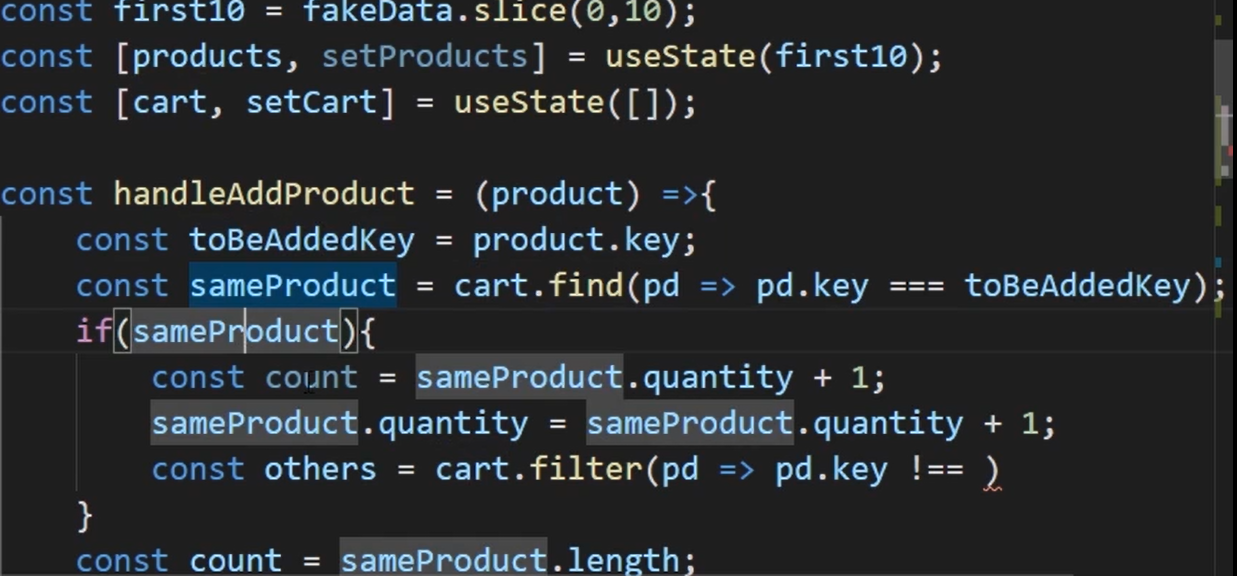 const first10 = fakeData.slice(0,10);
const [products, setProducts] = useState(first10);
const [cart, setCart] = useState([]);
const handleAddProduct = (product) =>{
const toBeAddedKey = product.key;
const sameProduct = cart.find(pd => pd.key === toBeAddedKey);
if(sameProduct){
const count = sameProduct.quantity + 1;
sameProduct.quantity = sameProduct.quantity + 1;
const others = cart.filter(pd => pd.key !== )
}
const count = sameProduct.length;